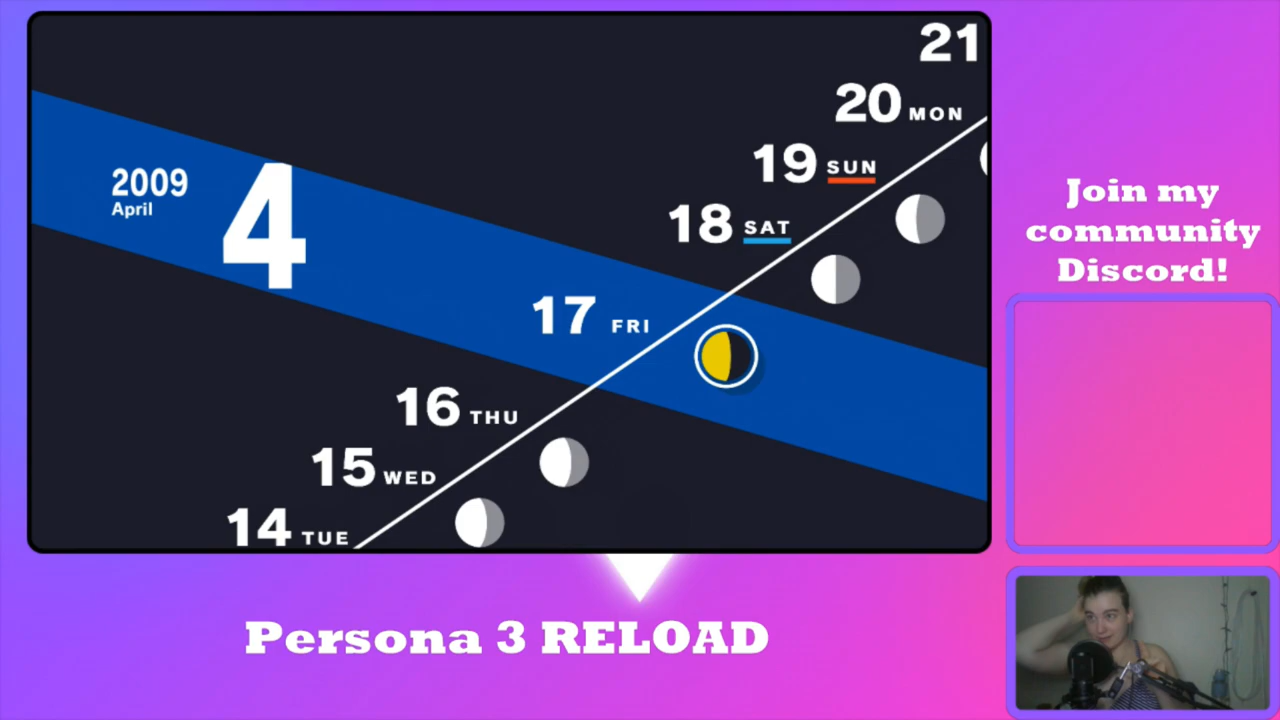 21
20 MON
19 SUN
18 SAT
2009
April
4
17 FRI
16 THU
15 WED
14 TUE
Join my
community
Discord!
Persona 3 RELOAD